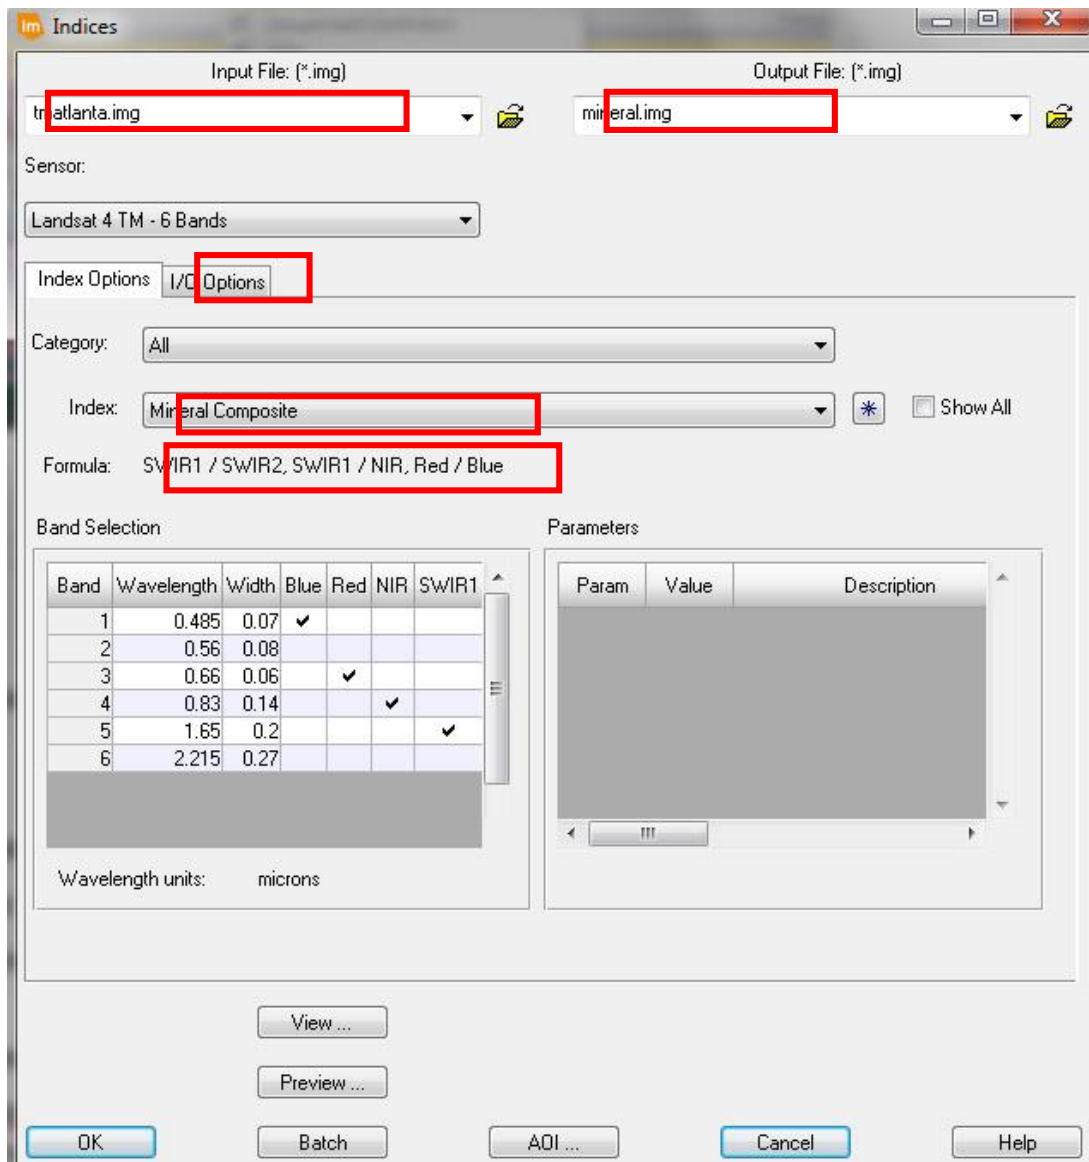 Im Indices
Input File: (*.img) Output File: (*.img)
tmatlanta.img mineral.img
Sensor:
Landsat 4 TM - 6 Bands
Index Options I/O Options
Category: All
Index: Mineral Composite * Show All
Formula: SWIR1 / SWIR2, SWIR1 / NIR, Red / Blue
Band Selection Parameters
Band Wavelength Width Blue Red NIR SWIR1 Param Value Description
1 0.485 0.07 ✔
2 0.56 0.08
3 0.66 0.06 ✔
4 0.83 0.14 ✔
5 1.65 0.2 ✔
6 2.215 0.27
Wavelength units: microns
View ...
Preview ...
OK Batch AOI ... Cancel Help